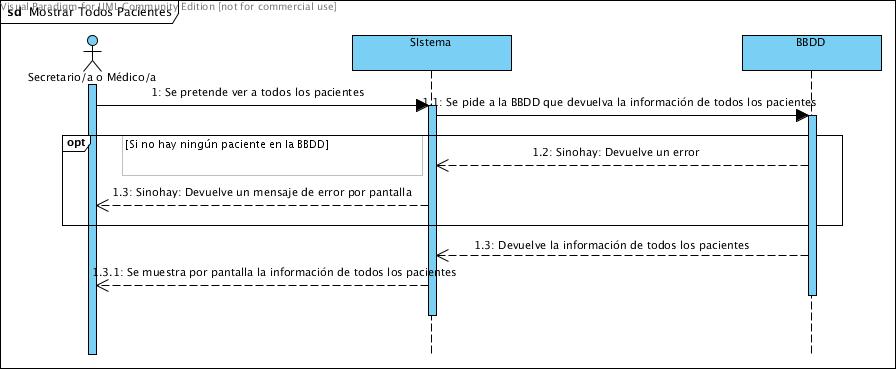 Visual Paradigm for UML Community Edition [not for commercial use]
sd Mostrar Todos Pacientes
SIstema
BBDD
Secretario/a o Médico/a
1: Se pretende ver a todos los pacientes
1.1: Se pide a la BBDD que devuelva la información de todos los pacientes
opt
[Si no hay ningún paciente en la BBDD]
1.2: Sinohay: Devuelve un error
1.3: Sinohay: Devuelve un mensaje de error por pantalla
1.3: Devuelve la información de todos los pacientes
1.3.1: Se muestra por pantalla la información de todos los pacientes